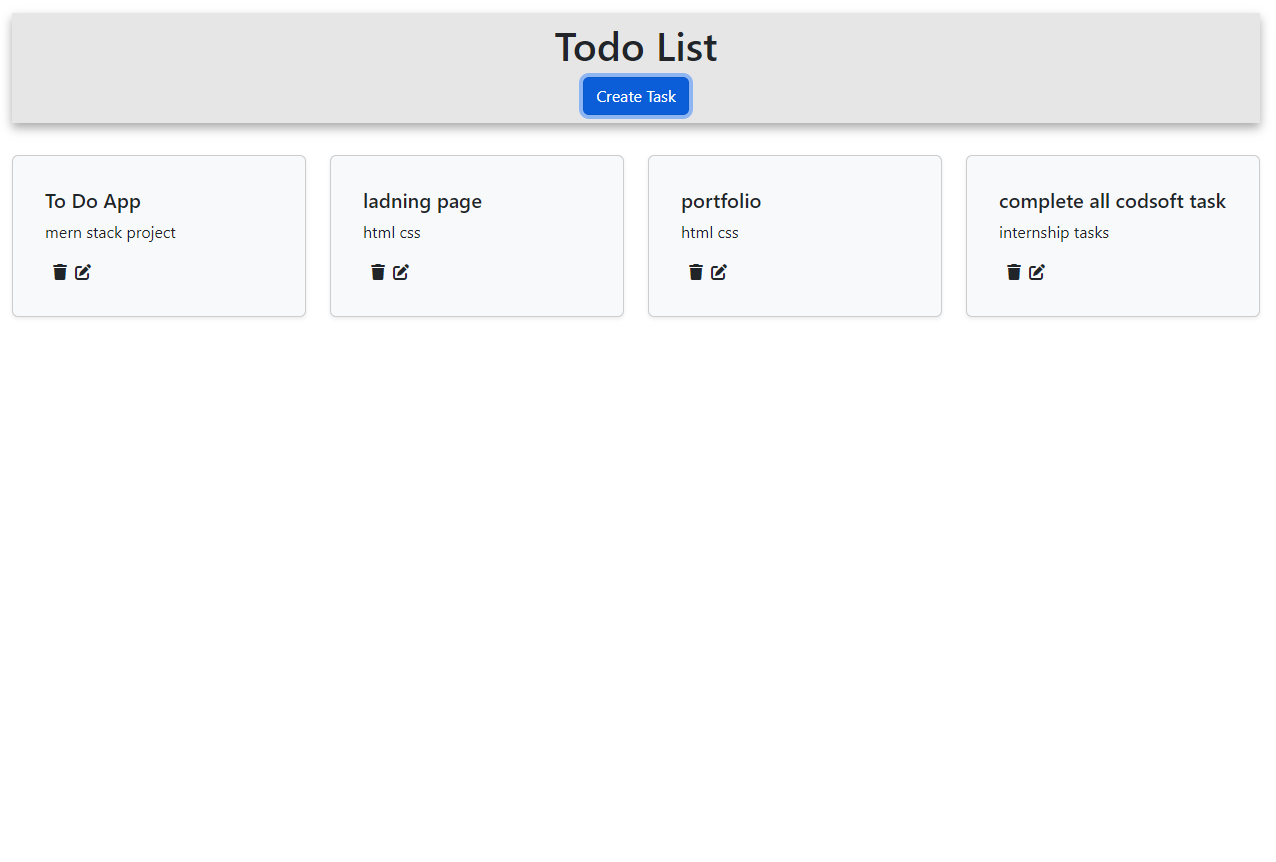 Todo List
Create Task
To Do App
mern stack project
ladning page
html css
portfolio
html css
complete all codsoft task
internship tasks